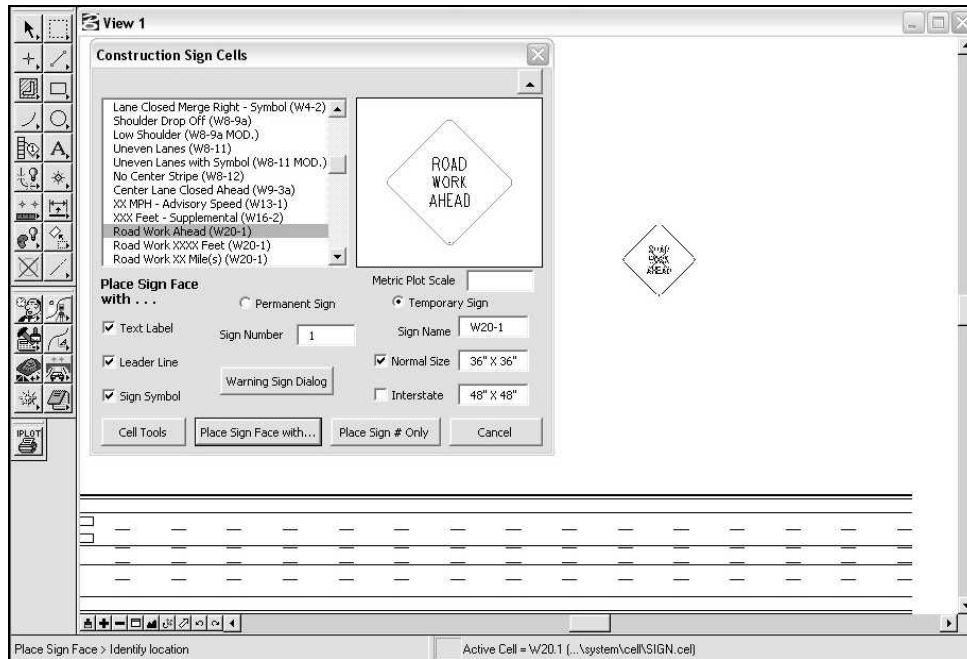 View 1
Construction Sign Cells
Lane Closed Merge Right - Symbol (W4-2)
Shoulder Drop Off (W8-9a)
Low Shoulder (W8-9a MOD.)
Uneven Lanes (W8-11)
Uneven Lanes with Symbol (W8-11 MOD.)
No Center Stripe (W8-12)
Center Lane Closed Ahead (W9-3a)
XX MPH - Advisory Speed (W13-1)
XXX Feet - Supplemental (W16-2)
Road Work Ahead (W20-1)
Road Work XXXX Feet (W20-1)
Road Work XX Mile(s) (W20-1)
ROAD
WORK
AHEAD
ROAD
WORK
AHEAD
Place Sign Face
with . . .
Metric Plot Scale
Permanent Sign
Temporary Sign
Text Label
Sign Number 1
Sign Name W20-1
Leader Line
Normal Size 36" X 36"
Warning Sign Dialog
Sign Symbol
Interstate 48" X 48"
Cell Tools
Place Sign Face with...
Place Sign # Only
Cancel
A
IPLOT
Place Sign Face > Identify location
Active Cell = W20.1 (...\system\cell\SIGN.cel)